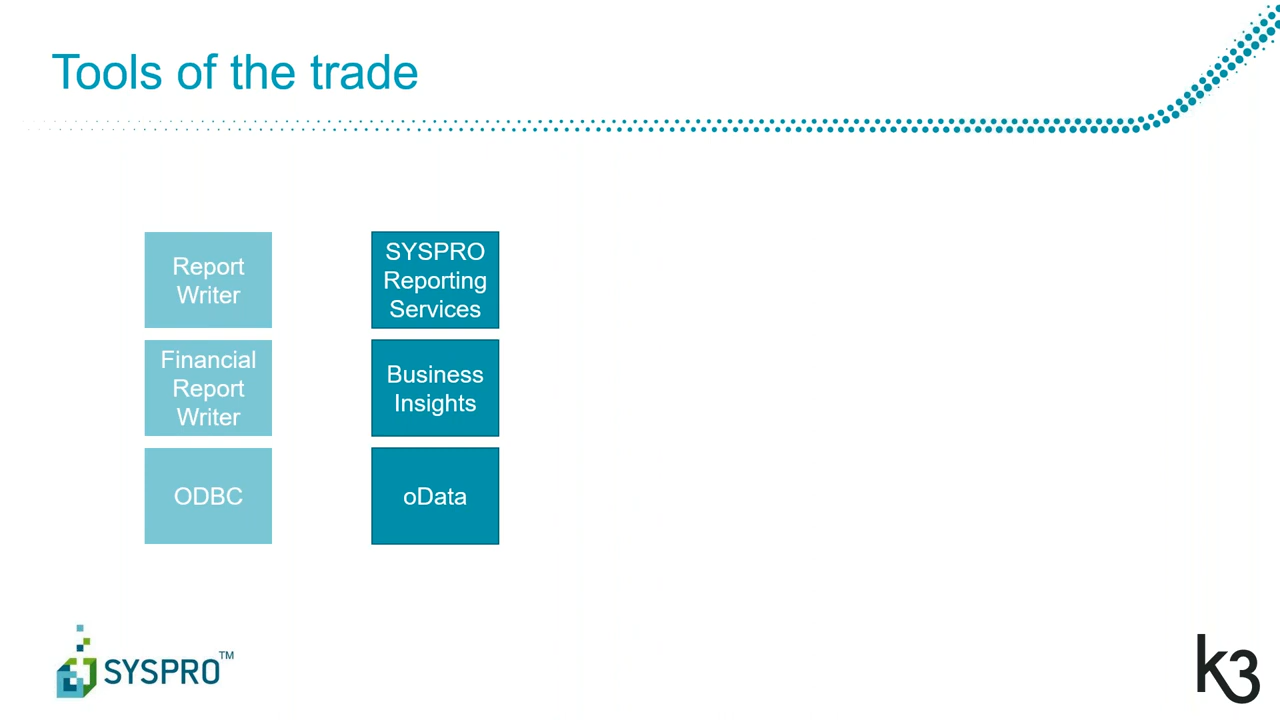 Tools of the trade
Report
Writer
SYSPRO
Reporting
Services
Financial
Report
Writer
Business
Insights
ODBC
oData
SYSPRO™
k3